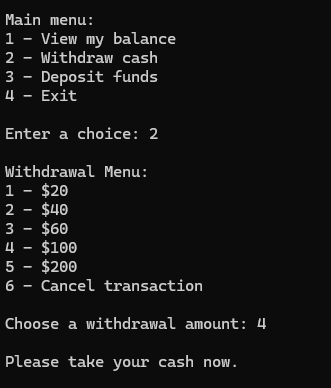 Main menu:
1 - View my balance
2 - Withdraw cash
3 - Deposit funds
4 - Exit
Enter a choice: 2
Withdrawal Menu:
1 - $20
2 - $40
3 - $60
4 - $100
5 - $200
6 - Cancel transaction
Choose a withdrawal amount: 4
Please take your cash now.